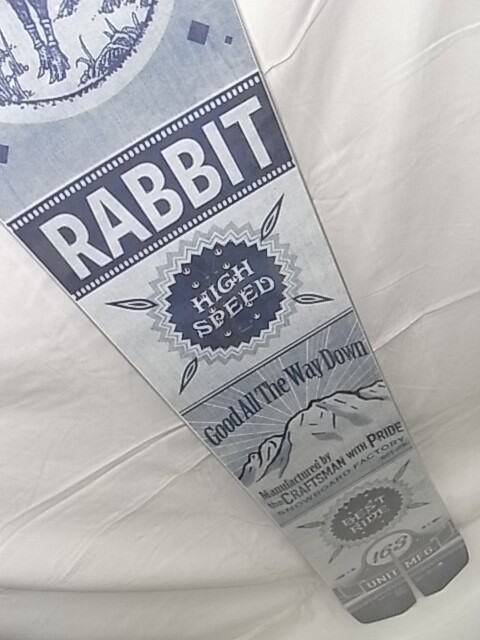 RABBIT
HIGH
SPEED
Good All The Way Down
Manufactured by
the CRAFTSMAN WITH PRIDE
SNOWBOARD FACTORY
BEST
RIDE
163
UNIT MFG